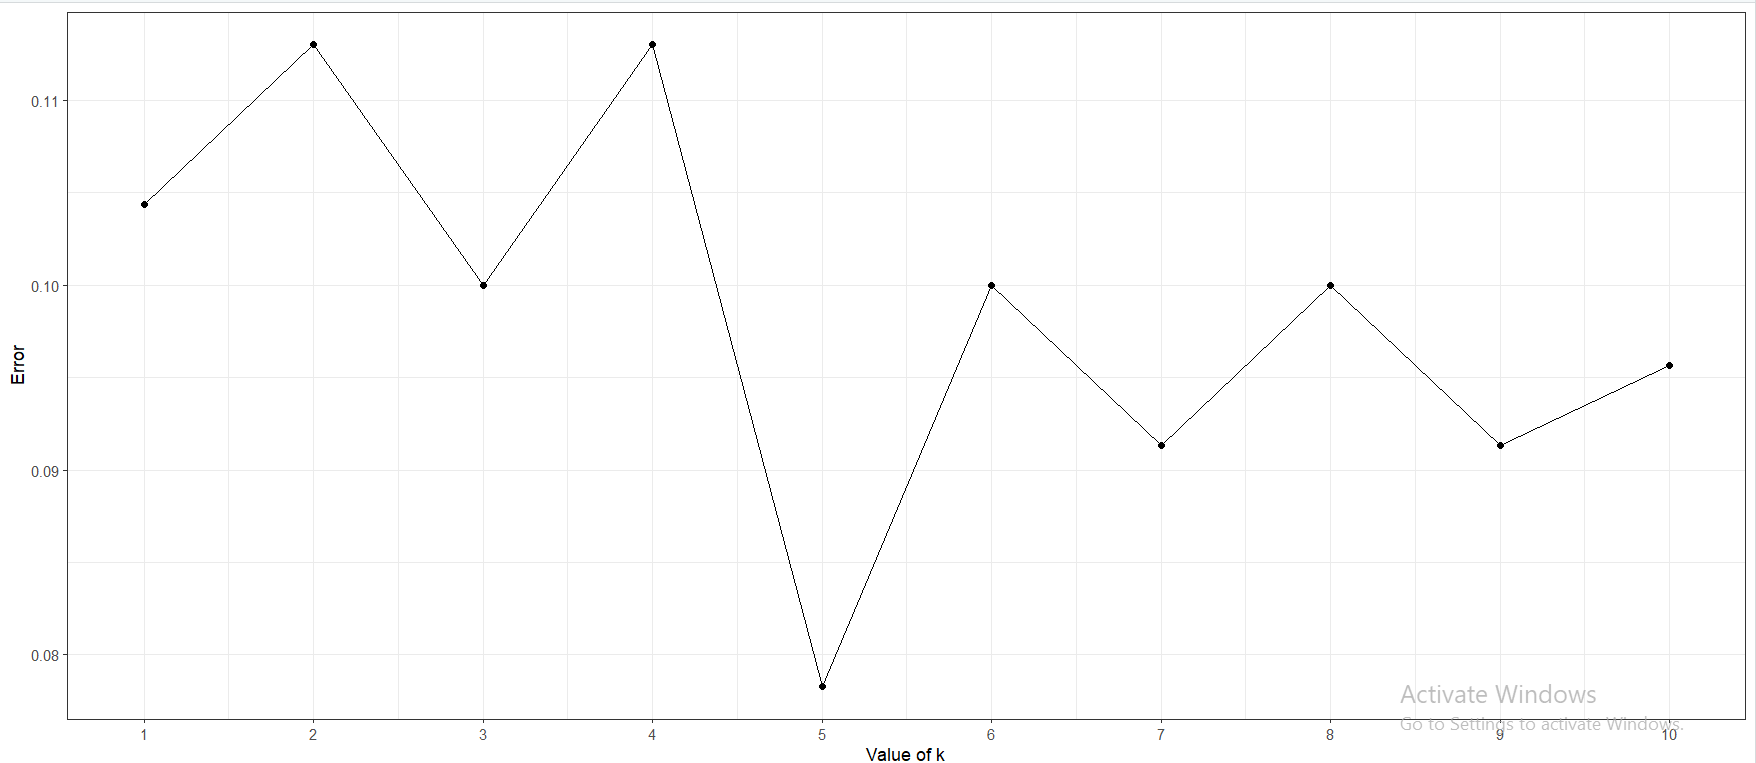 0.11
0.10
0.09
0.08
Error
1 2 3 4 5 6 7 8 9 10
Value of k
Activate Windows
Go to Settings to activate Windows.